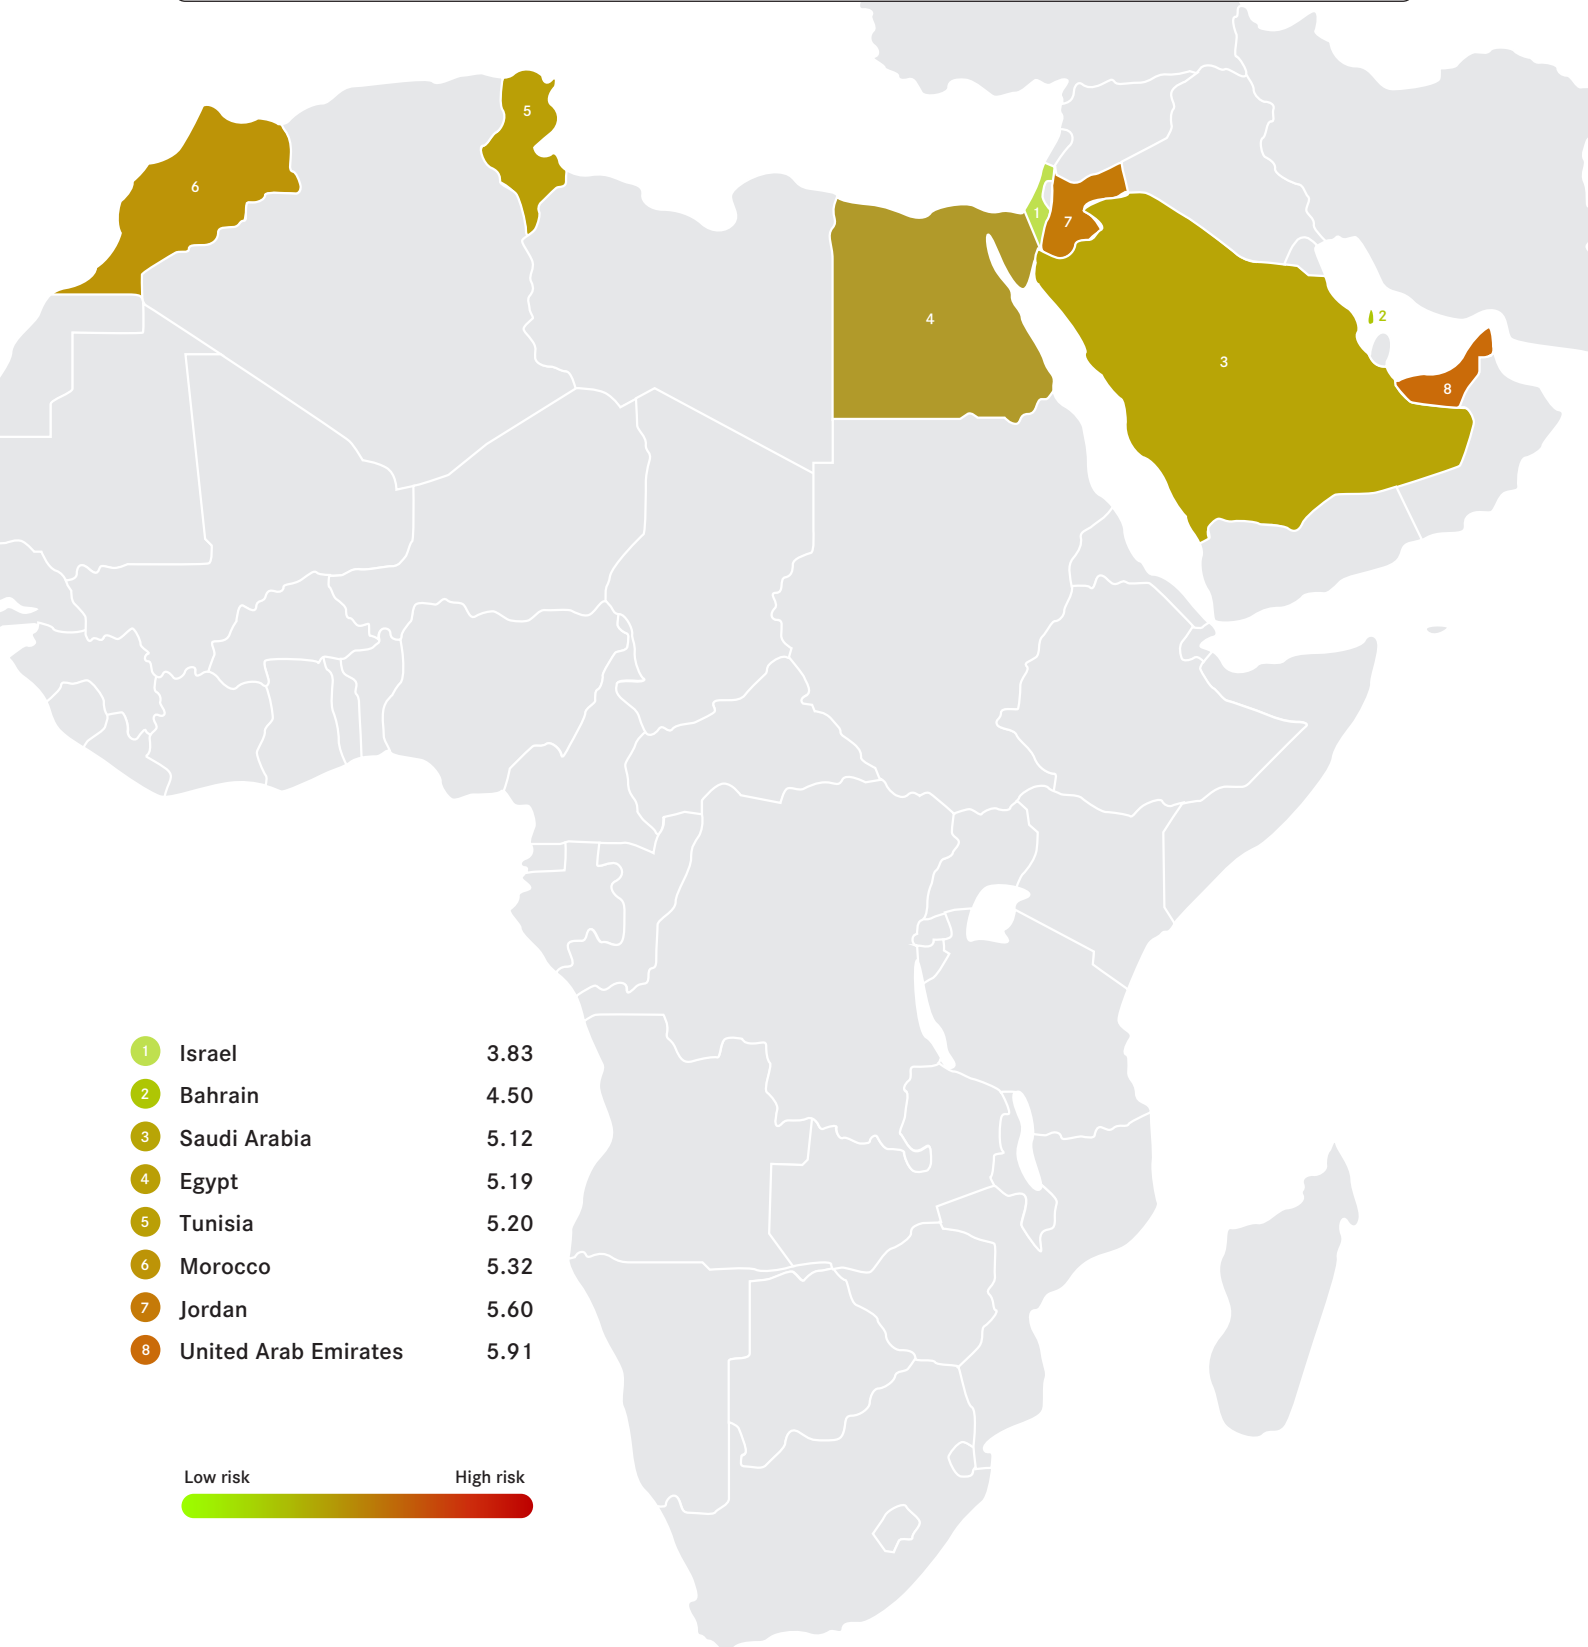 5
6
1
7
4
2
3
8
1 Israel 3.83
2 Bahrain 4.50
3 Saudi Arabia 5.12
4 Egypt 5.19
5 Tunisia 5.20
6 Morocco 5.32
7 Jordan 5.60
8 United Arab Emirates 5.91
Low risk High risk